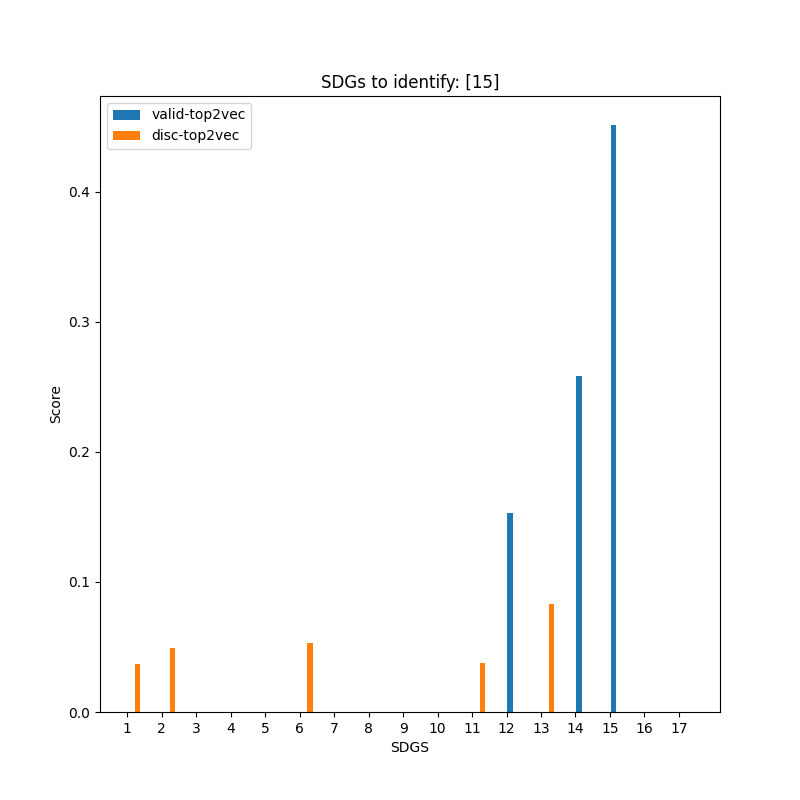 SDGs to identify: [15]
valid-top2vec
disc-top2vec
0.4
0.3
0.2
0.1
0.0
Score
1 2 3 4 5 6 7 8 9 10 11 12 13 14 15 16 17
SDGS